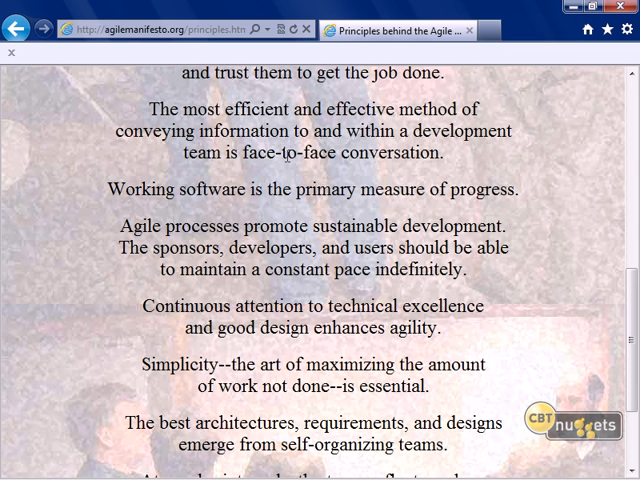 http://agilemanifesto.org/principles.htm
Principles behind the Agile ...
and trust them to get the job done.
The most efficient and effective method of
conveying information to and within a development
team is face-to-face conversation.
Working software is the primary measure of progress.
Agile processes promote sustainable development.
The sponsors, developers, and users should be able
to maintain a constant pace indefinitely.
Continuous attention to technical excellence
and good design enhances agility.
Simplicity--the art of maximizing the amount
of work not done--is essential.
The best architectures, requirements, and designs
emerge from self-organizing teams.
CBT
nuggets